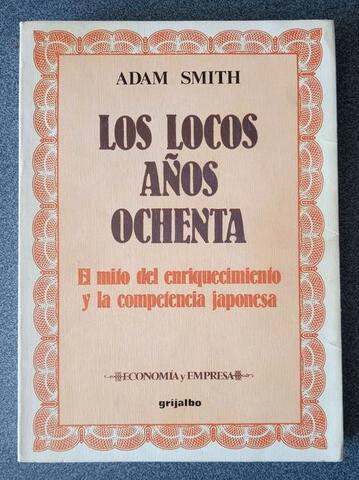 ADAM SMITH
LOS LOCOS
AÑOS
OCHENTA
El mito del enriquecimiento
y la competencia japonesa
ECONOMÍA y EMPRESA
grijalbo